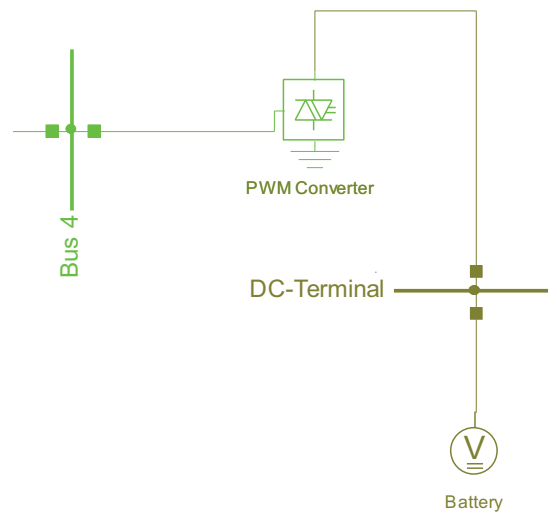 PWM Converter
Bus 4
DC-Terminal
V
Battery